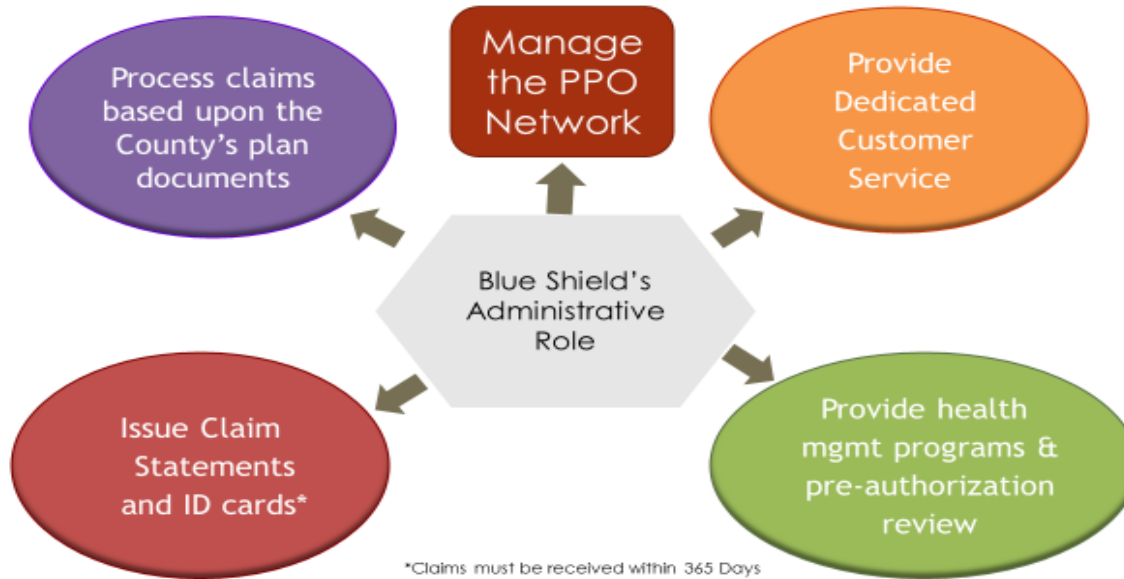 Process claims
based upon the
County's plan
documents
Manage
the PPO
Network
Provide
Dedicated
Customer
Service
Blue Shield's
Administrative
Role
Issue Claim
Statements
and ID cards*
Provide health
mgmt programs &
pre-authorization
review
*Claims must be received within 365 Days